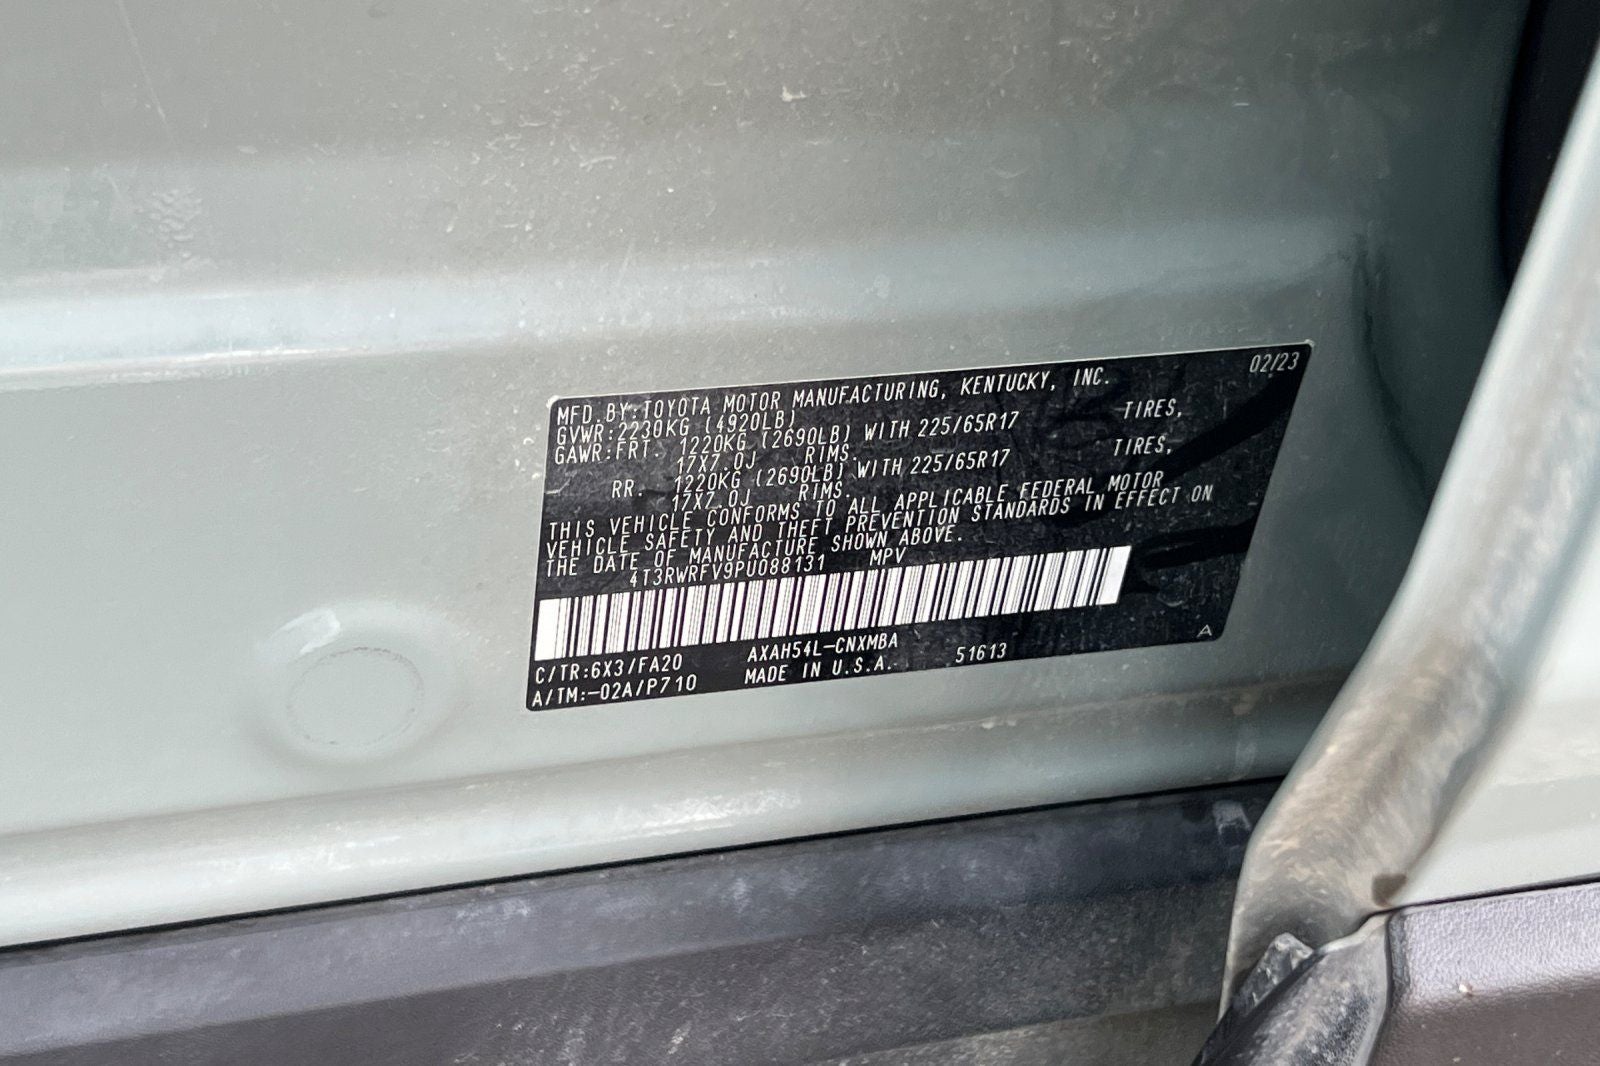 02/23
MFD.BY:TOYOTA MOTOR MANUFACTURING, KENTUCKY, INC.
GVWR:2230KG (4920LB)
GAWR:FRT. 1220KG (2690LB) WITH 225/65R17 TIRES,
17X7.0J RIMS.
RR. 1220KG (2690LB) WITH 225/65R17 TIRES,
17X7.0J RIMS.
THIS VEHICLE CONFORMS TO ALL APPLICABLE FEDERAL MOTOR
VEHICLE SAFETY AND THEFT PREVENTION STANDARDS IN EFFECT ON
THE DATE OF MANUFACTURE SHOWN ABOVE.
4T3RWRFV9PU088131 MPV
C/TR:6X3/FA20 AXAH54L-CNXMBA A
A/TM:-02A/P710 MADE IN U.S.A. 51613